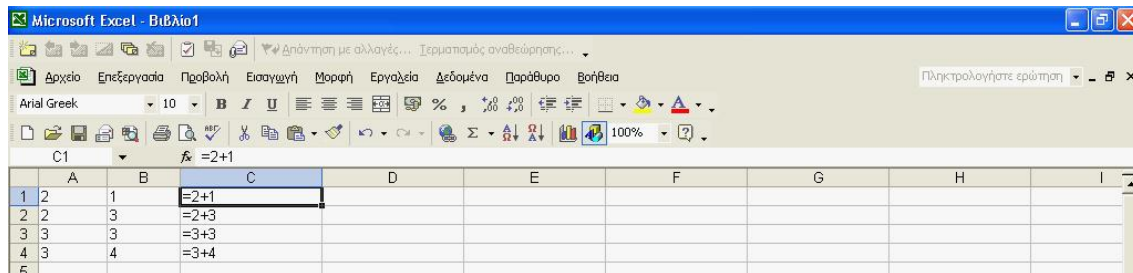 Microsoft Excel - Βιβλίο1
Απάντηση με αλλαγές... Τερματισμός αναθεώρησης...
Αρχείο Επεξεργασία Προβολή Εισαγωγή Μορφή Εργαλεία Δεδομένα Παράθυρο Βοήθεια Πληκτρολογήστε ερώτηση
Arial Greek 10 B I U % ,
Σ 100%
C1 fx =2+1
A B C D E F G H I
1 2 1 =2+1
2 2 3 =2+3
3 3 3 =3+3
4 3 4 =3+4
5